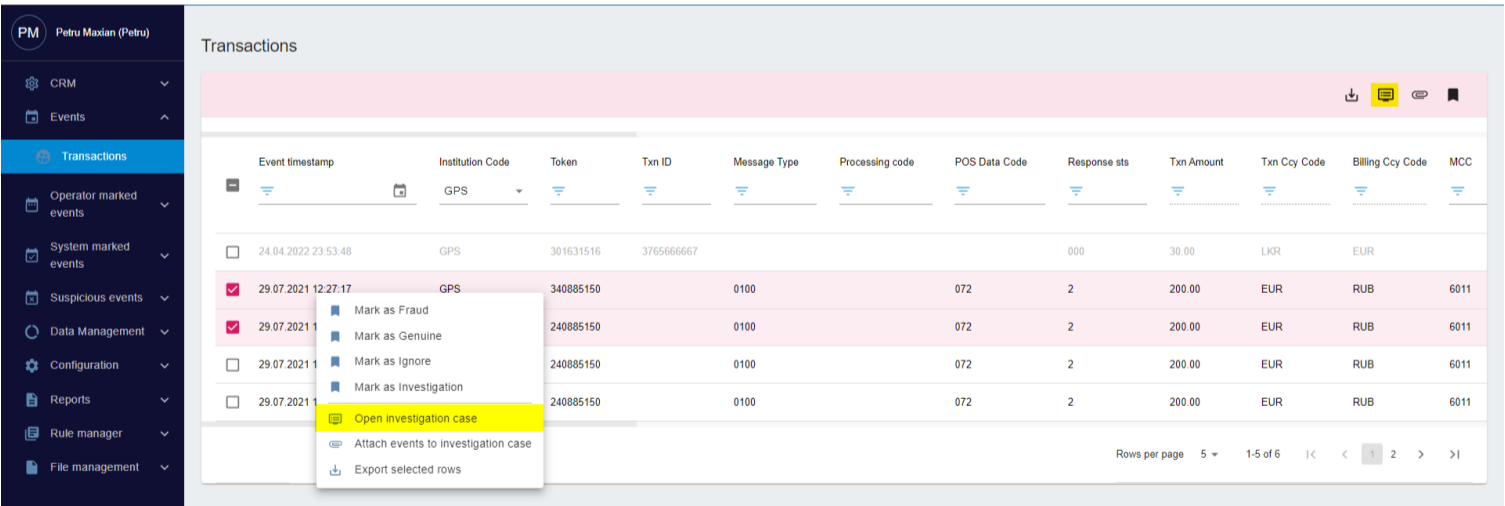 PM Petru Maxian (Petru)
CRM
Events
Transactions
Operator marked
events
System marked
events
Suspicious events
Data Management
Configuration
Reports
Rule manager
File management
Transactions
Event timestamp Institution Code Token Txn ID Message Type Processing code POS Data Code Response sts Txn Amount Txn Ccy Code Billing Ccy Code MCC
GPS
24.04.2022 23:53:48 GPS 301631516 3765666667 000 30.00 LKR EUR
29.07.2021 12:27:17 GPS 340885150 0100 072 2 200.00 EUR RUB 6011
29.07.2021 1 240885150 0100 072 2 200.00 EUR RUB 6011
29.07.2021 1 240885150 0100 072 2 200.00 EUR RUB 6011
29.07.2021 1 240885150 0100 072 2 200.00 EUR RUB 6011
Mark as Fraud
Mark as Genuine
Mark as Ignore
Mark as Investigation
Open investigation case
Attach events to investigation case
Export selected rows
Rows per page 5 1-5 of 6 1 2